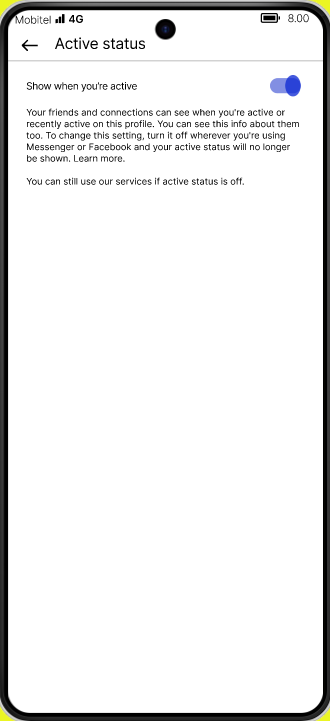 Mobitel 4G 8.00
Active status
Show when you're active
Your friends and connections can see when you're active or
recently active on this profile. You can see this info about them
too. To change this setting, turn it off wherever you're using
Messenger or Facebook and your active status will no longer
be shown. Learn more.
You can still use our services if active status is off.